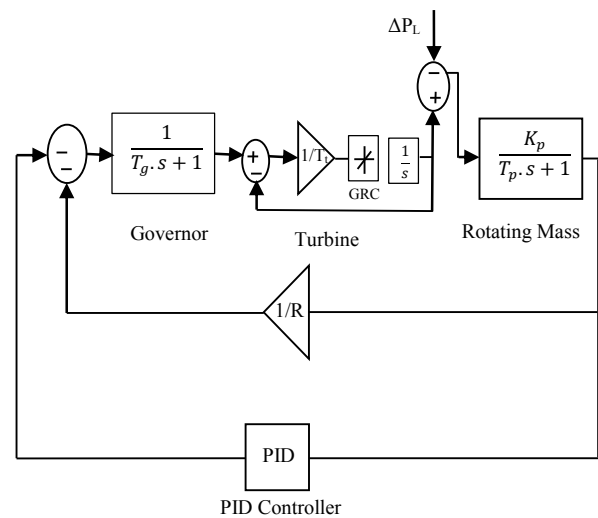 ΔP_L
−
+
−
−
1
T_g. s + 1
+
−
1/T_t
GRC
1
s
K_p
T_p. s + 1
Governor
Turbine
Rotating Mass
1/R
PID
PID Controller